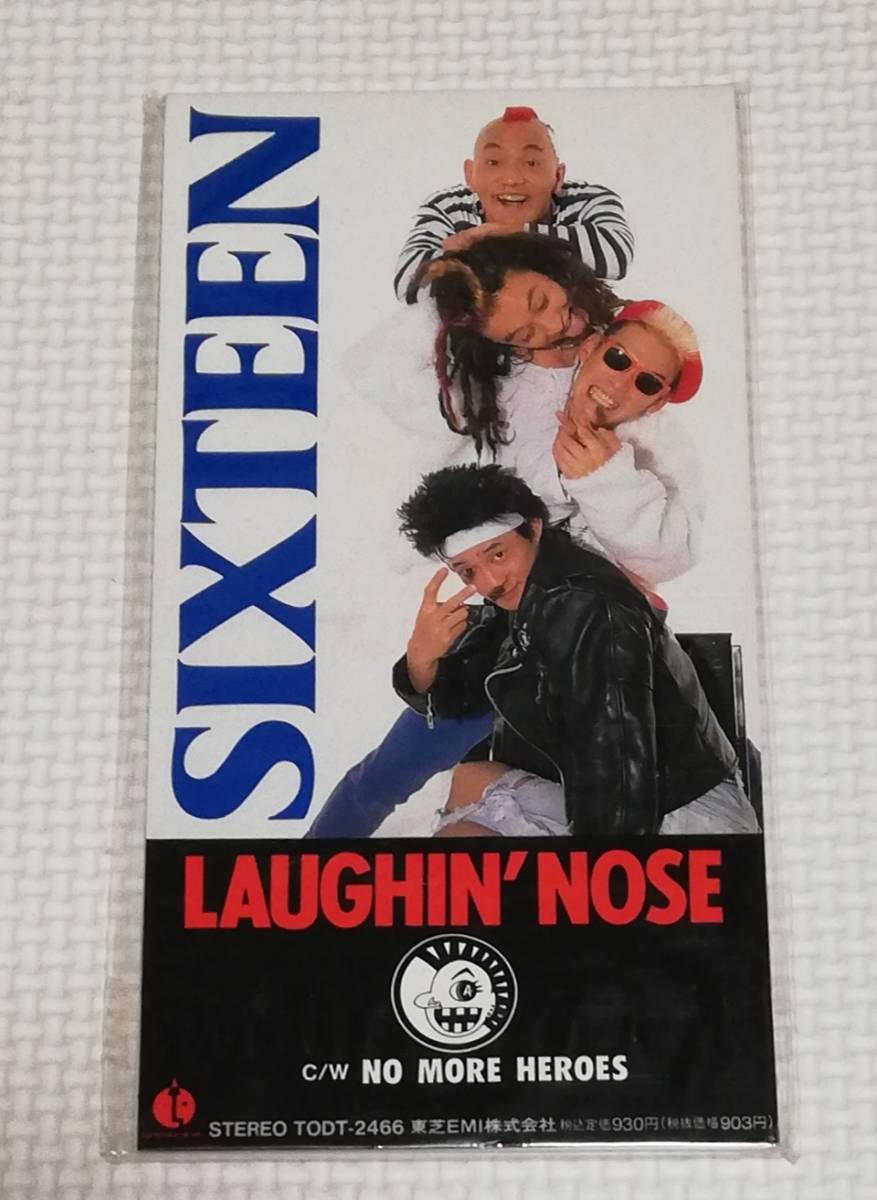 SIXTEEN
LAUGHIN' NOSE
C/W NO MORE HEROES
STEREO TODT-2466 東芝EMI株式会社 税込定価930円(税抜価格903円)